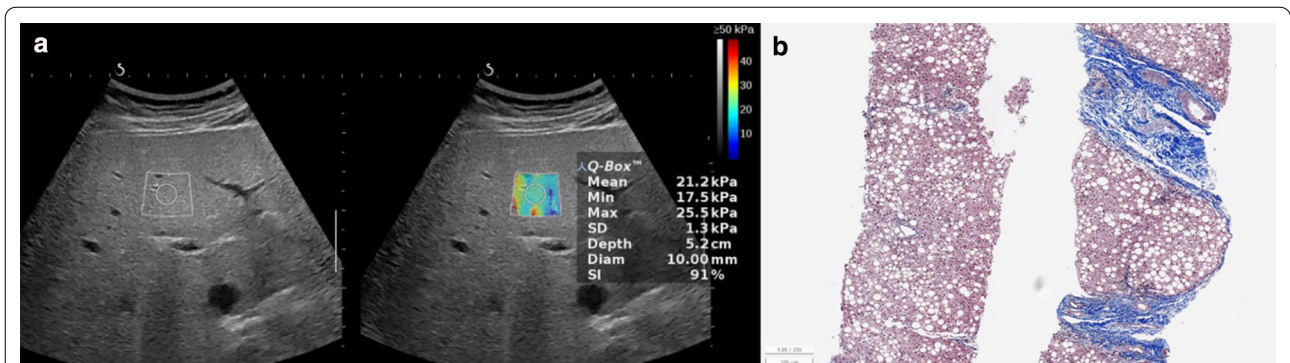 a
≥50 kPa
40
30
20
10
Q-Box™
Mean 21.2 kPa
Min 17.5 kPa
Max 25.5 kPa
SD 1.3 kPa
Depth 5.2 cm
Diam 10.00 mm
SI 91 %
b